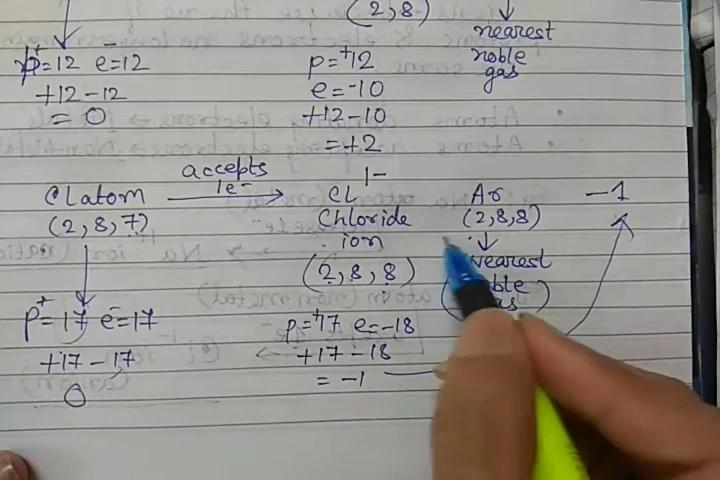 (2,8)
nearest
noble
gas
p⁺=12 e⁻=12
+12-12
= 0
p=+12
e=-10
+12-10
=+2
Cl atom accepts 1e⁻ → Cl¹⁻ Ar -1
(2,8,7) Chloride (2,8,8)
ion ↓
nearest
(2,8,8)
p⁺=17 e⁻=17
p=+17 e=-18
+17-17
+17-18
= -1
0